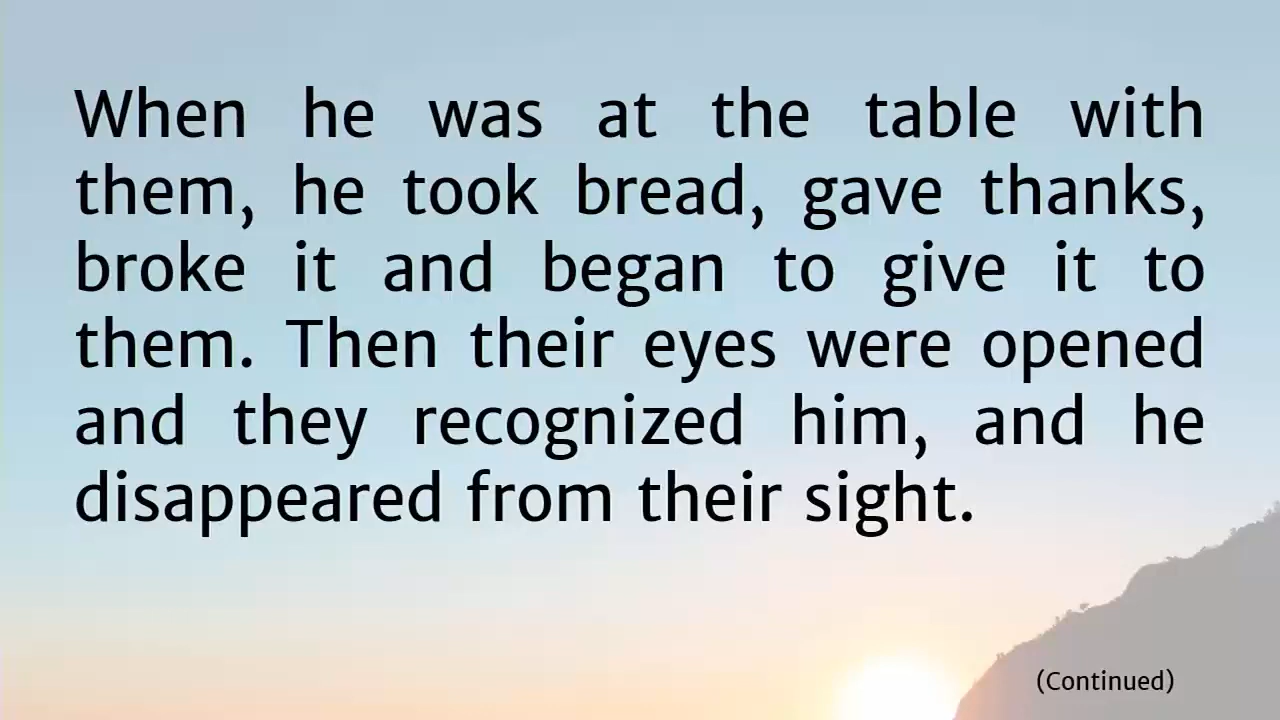 When he was at the table with
them, he took bread, gave thanks,
broke it and began to give it to
them. Then their eyes were opened
and they recognized him, and he
disappeared from their sight.
(Continued)